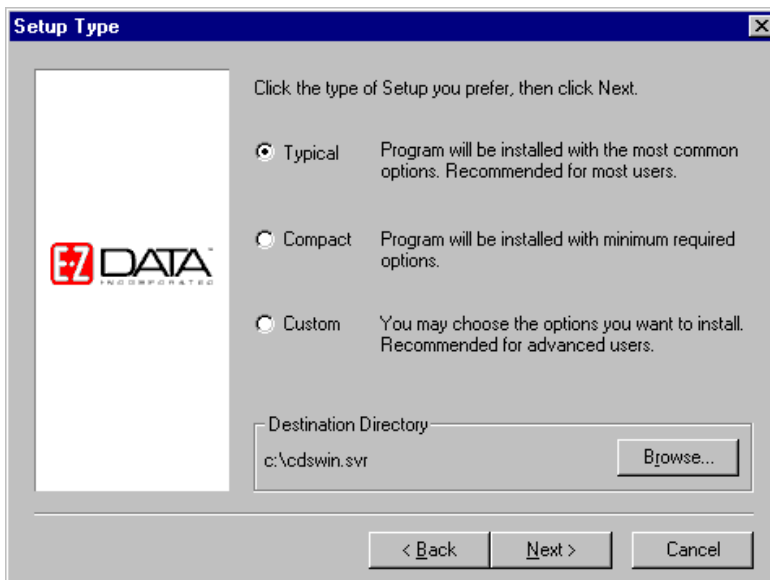 Setup Type
Click the type of Setup you prefer, then click Next.
Typical
Program will be installed with the most common
options. Recommended for most users.
Compact
Program will be installed with minimum required
options.
E-Z DATA™
INCORPORATED
Custom
You may choose the options you want to install.
Recommended for advanced users.
Destination Directory
c:\cdswin.svr
Browse...
< Back
Next >
Cancel